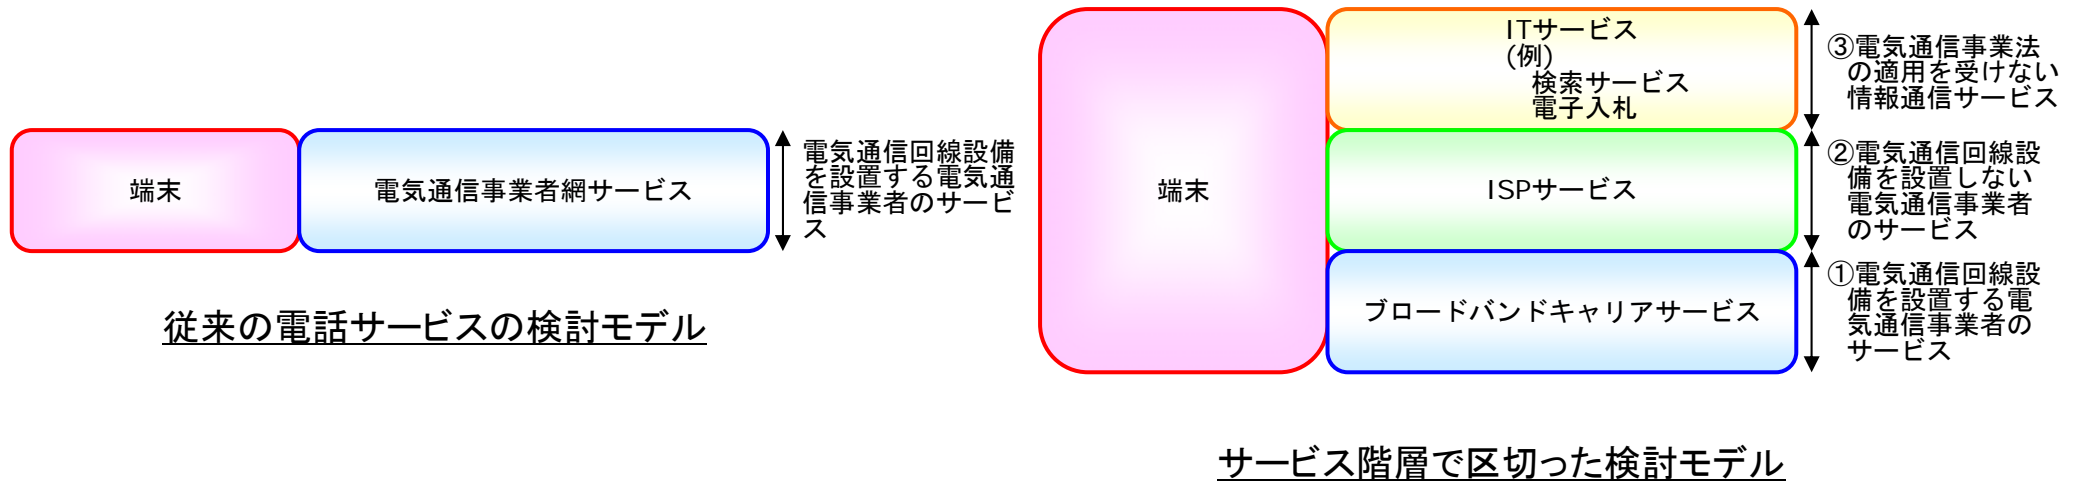 端末
電気通信事業者網サービス
電気通信回線設備
を設置する電気通
信事業者のサービ
ス
従来の電話サービスの検討モデル
端末
ITサービス
(例)
検索サービス
電子入札
③電気通信事業法
の適用を受けない
情報通信サービス
ISPサービス
②電気通信回線設
備を設置しない
電気通信事業者
のサービス
ブロードバンドキャリアサービス
①電気通信回線設
備を設置する電
気通信事業者の
サービス
サービス階層で区切った検討モデル